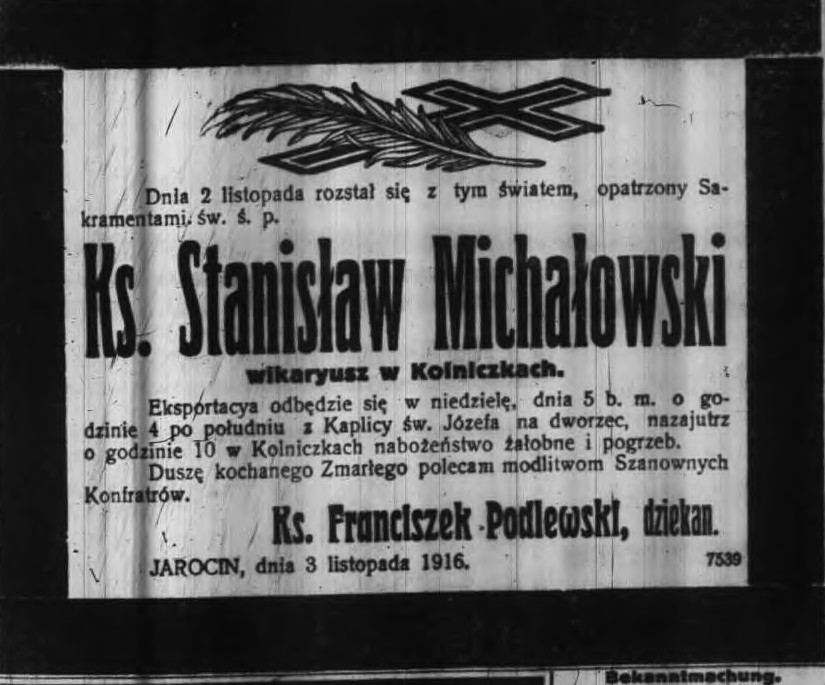 Dnia 2 listopada rozstał się z tym światem, opatrzony Sa-
kramentami. św. ś. p.
Ks. Stanisław Michałowski
wikaryusz w Kolniczkach.
Eksportacya odbędzie się w niedzielę, dnia 5 b. m. o go-
dzinie 4 po południu z Kaplicy św. Józefa na dworzec, nazajutrz
o godzinie 10 w Kolniczkach nabożeństwo żałobne i pogrzeb.
Duszę kochanego Zmarłego polecam modlitwom Szanownych
Konfratrów.
Ks. Franciszek Podlewski, dziekan.
JAROCIN, dnia 3 listopada 1916.
7539
Bekanntmachung.